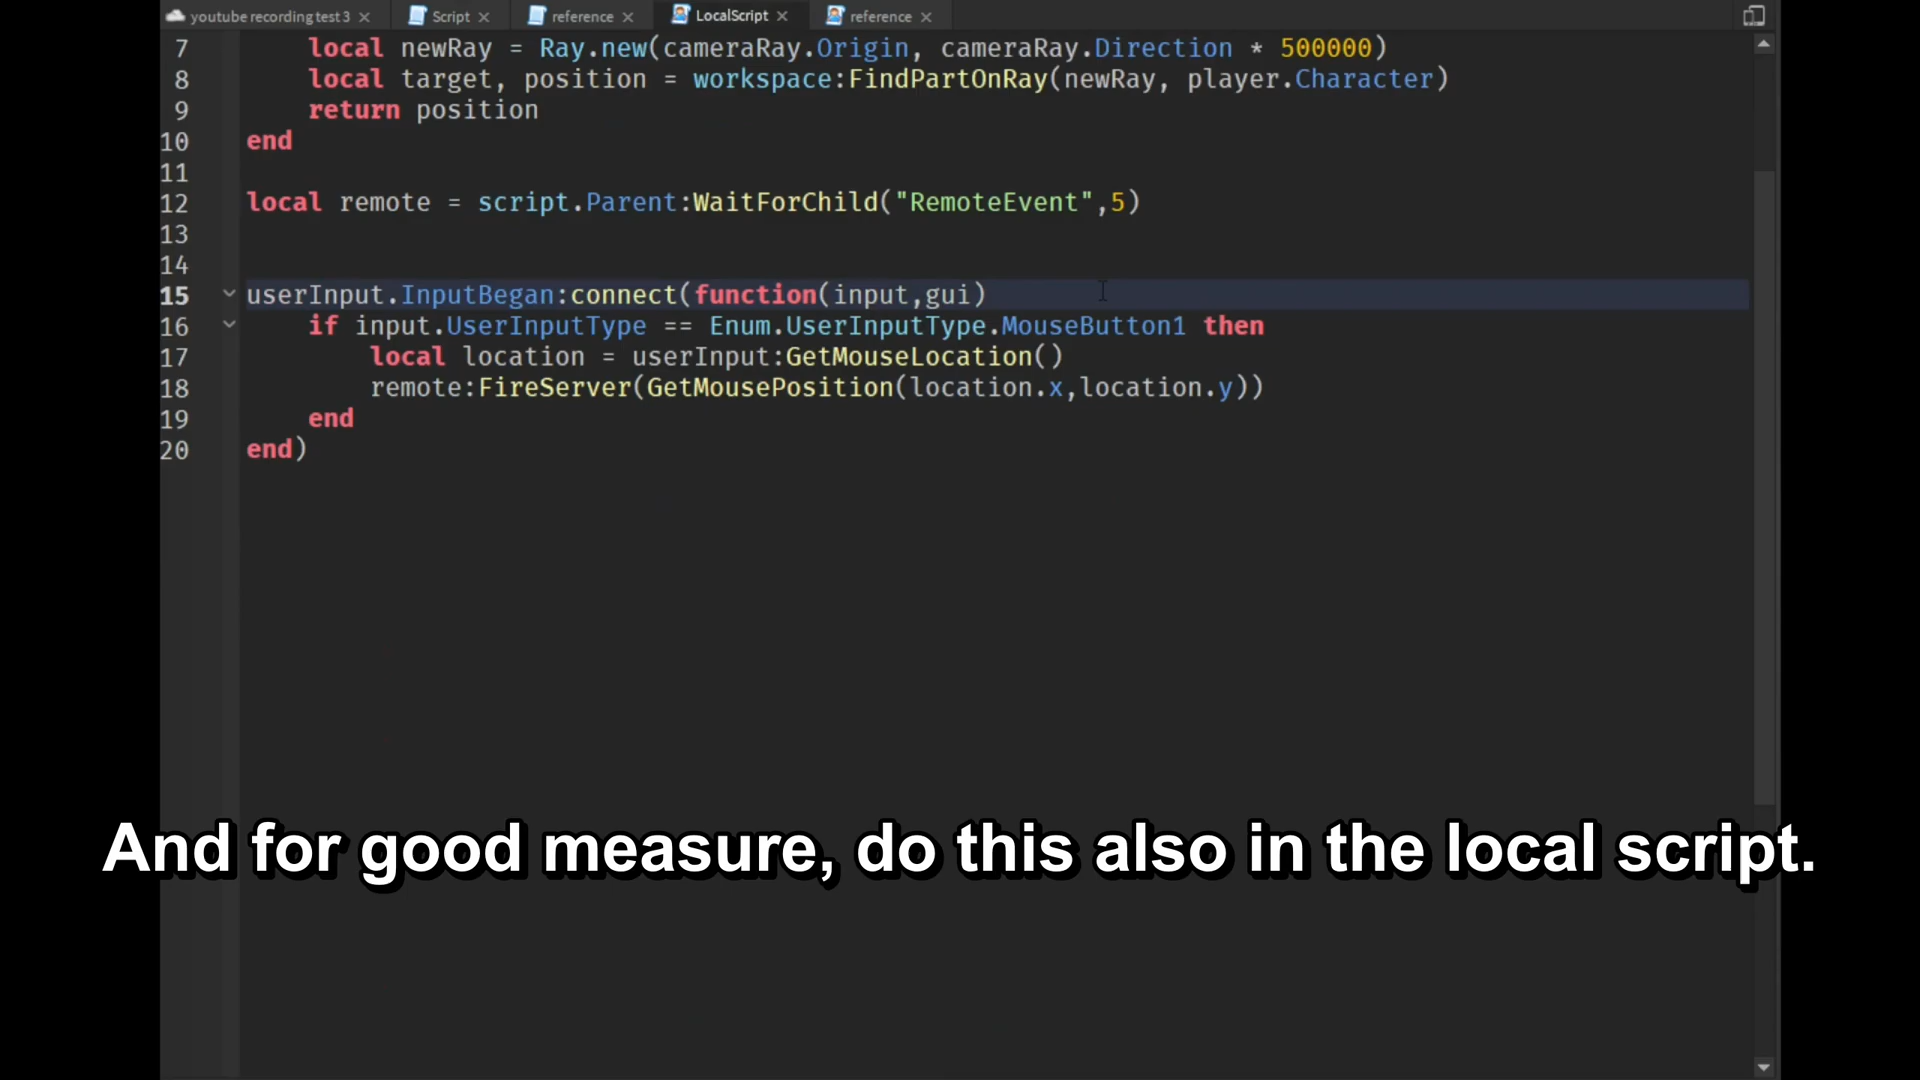 youtube recording test 3 Script reference LocalScript reference
7 local newRay = Ray.new(cameraRay.Origin, cameraRay.Direction * 500000)
8 local target, position = workspace:FindPartOnRay(newRay, player.Character)
9 return position
10 end
11
12 local remote = script.Parent:WaitForChild("RemoteEvent",5)
13
14
15 userInput.InputBegan:connect(function(input,gui)
16 if input.UserInputType == Enum.UserInputType.MouseButton1 then
17 local location = userInput:GetMouseLocation()
18 remote:FireServer(GetMousePosition(location.x,location.y))
19 end
20 end)
And for good measure, do this also in the local script.